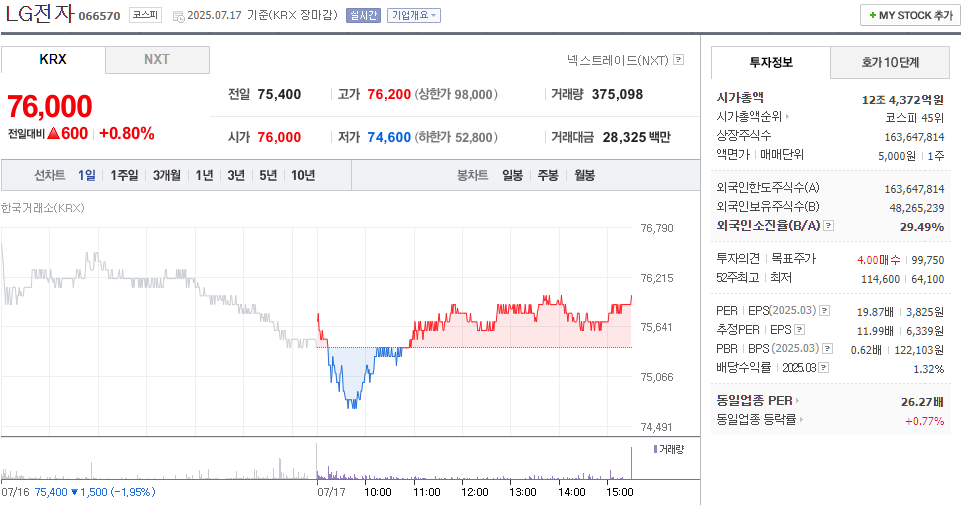 LG전자 066570 코스피 2025.07.17 기준(KRX 장마감) 실시간 기업개요
+ MY STOCK 추가
KRX NXT
넥스트레이드(NXT) ?
76,000
전일대비 ▲600 +0.80%
전일 75,400 고가 76,200 (상한가 98,000) 거래량 375,098
시가 76,000 저가 74,600 (하한가 52,800) 거래대금 28,325 백만
선차트 1일 1주일 3개월 1년 3년 5년 10년 봉차트 일봉 주봉 월봉
한국거래소(KRX)
76,790
76,215
75,641
75,066
74,491
거래량
07/16 75,400 ▼1,500 (-1.95%) 07/17 10:00 11:00 12:00 13:00 14:00 15:00
투자정보 호가 10단계
시가총액 12조 4,372억원
시가총액순위 코스피 45위
상장주식수 163,647,814
액면가 매매단위 5,000원 1주
외국인한도주식수(A) 163,647,814
외국인보유주식수(B) 48,265,239
외국인소진율(B/A) ? 29.49%
투자의견 목표주가 4.00매수 99,750
52주최고 최저 114,600 64,100
PER EPS(2025.03) ? 19.87배 3,825원
추정PER EPS ? 11.99배 6,339원
PBR BPS (2025.03) ? 0.62배 122,103원
배당수익률 2025.03 ? 1.32%
동일업종 PER 26.27배
동일업종 등락률 +0.77%